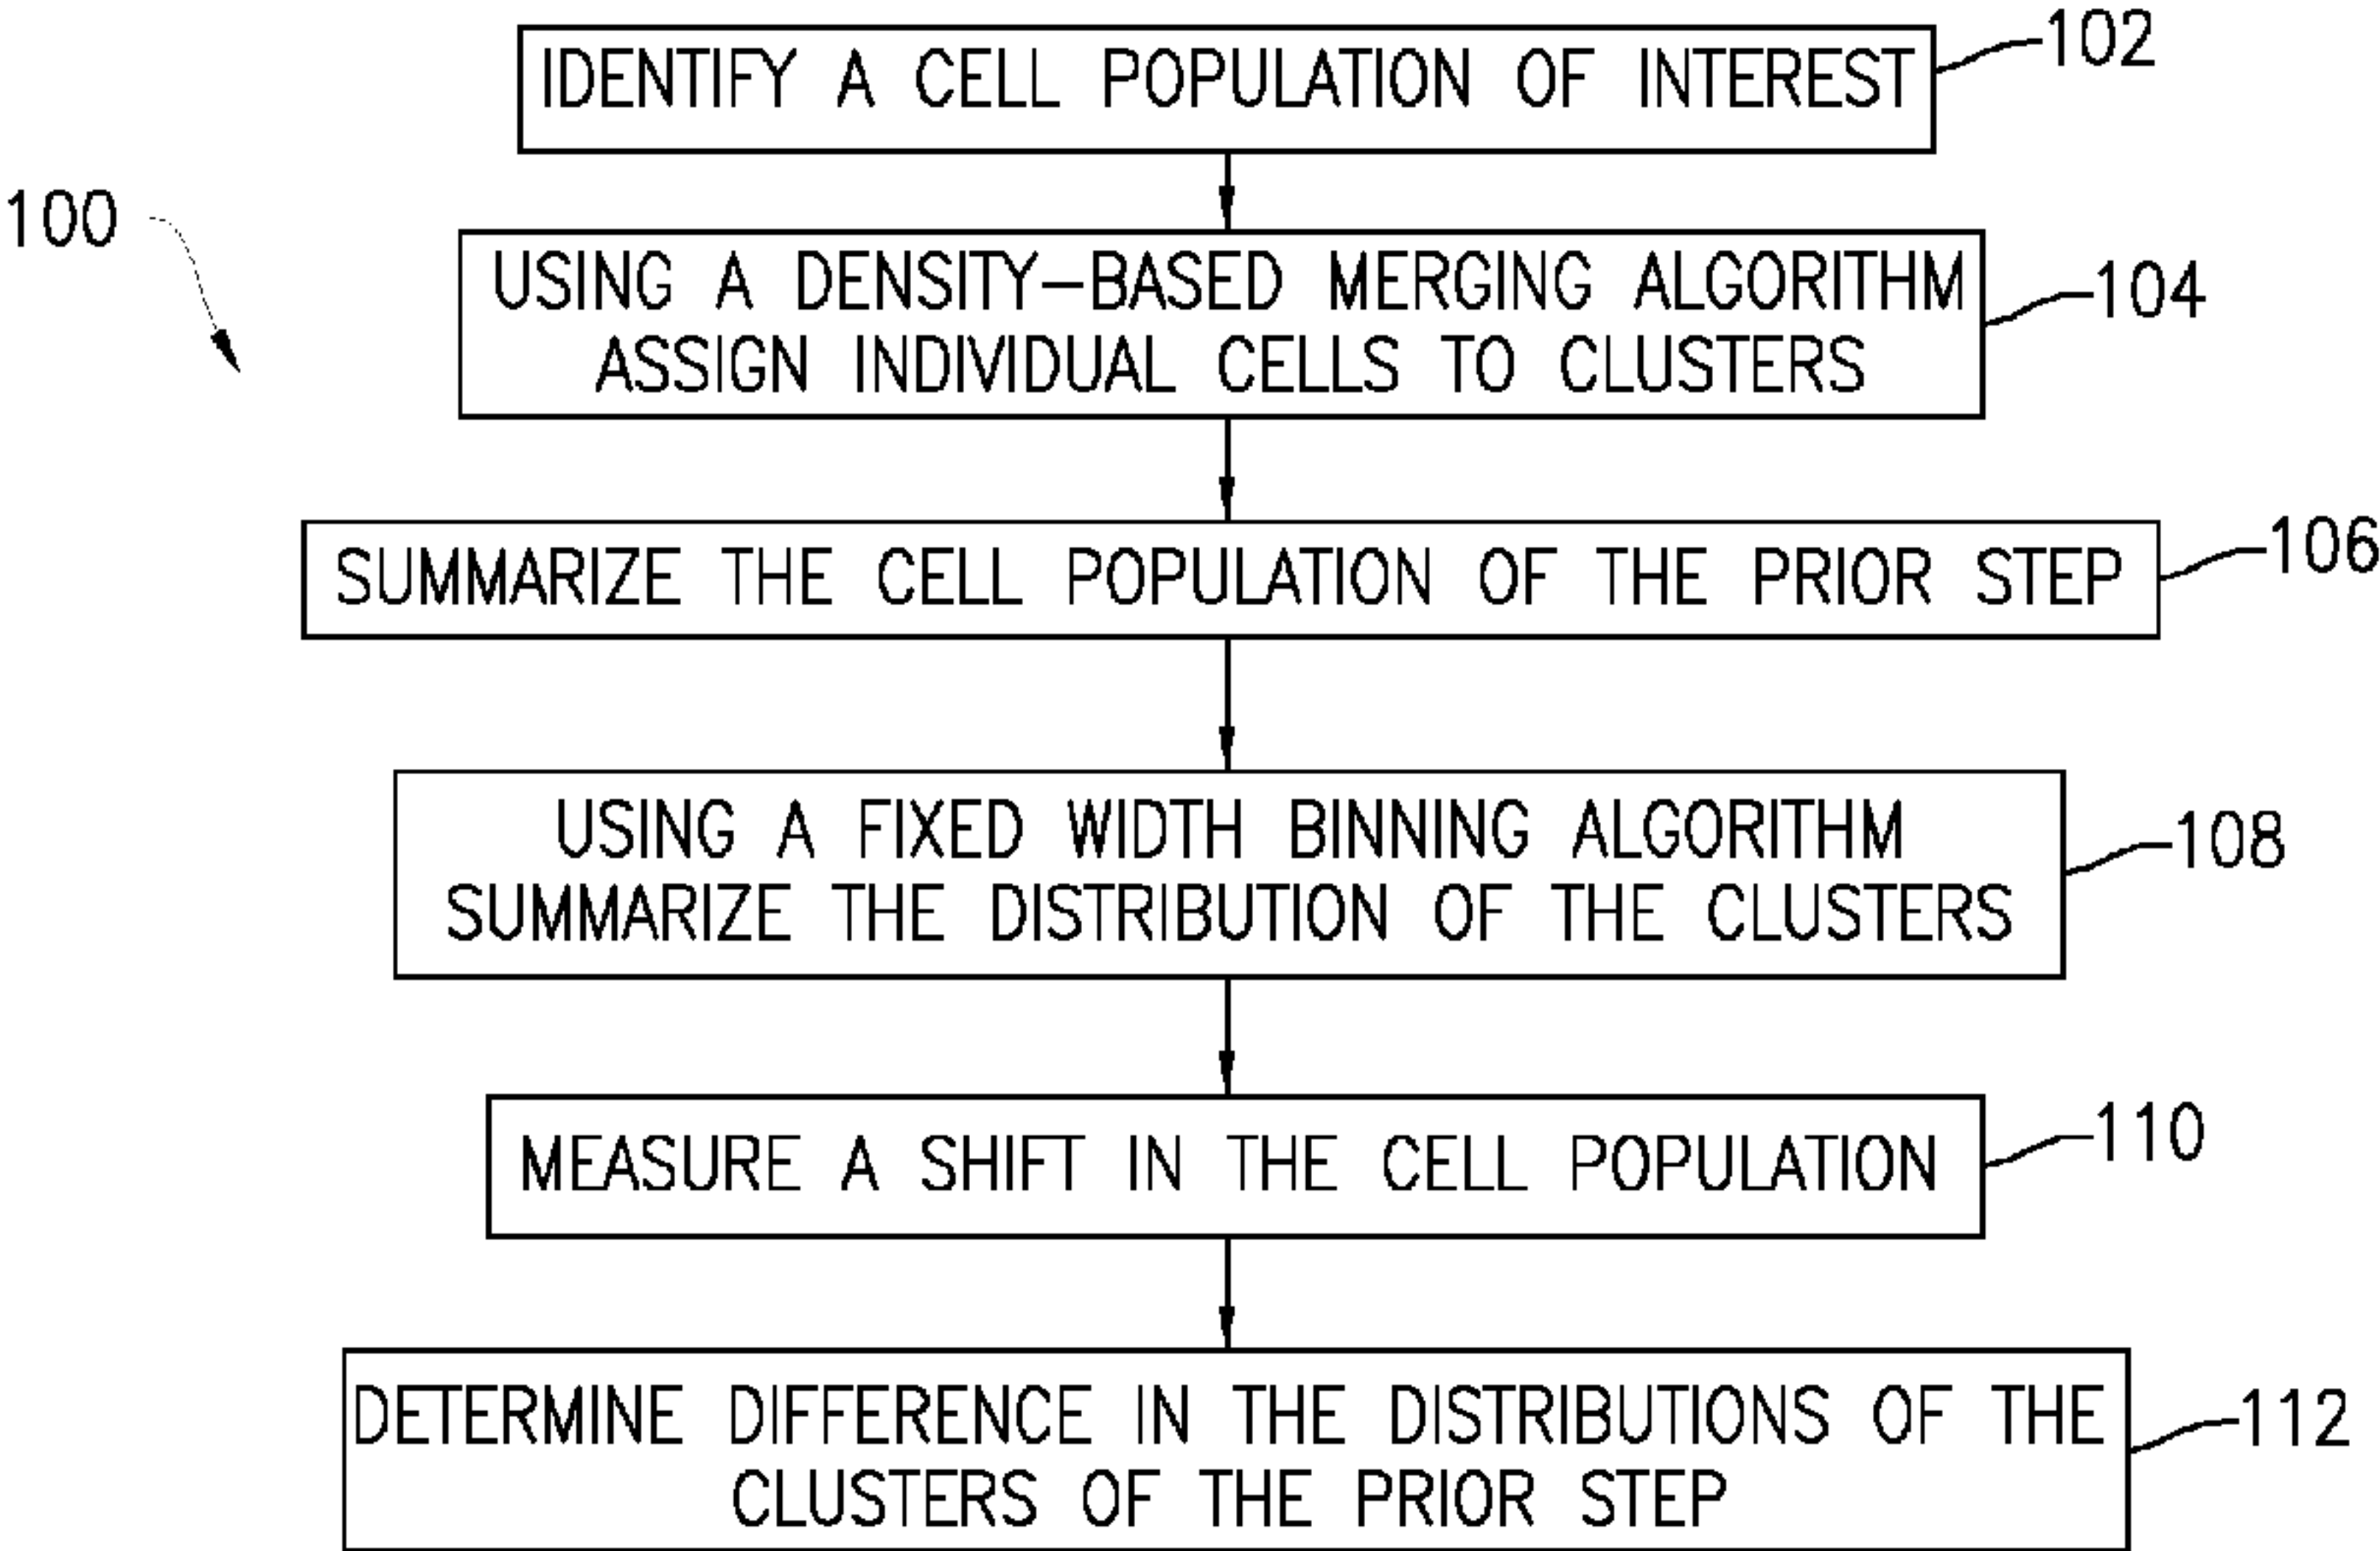 IDENTIFY A CELL POPULATION OF INTEREST
102
100
USING A DENSITY-BASED MERGING ALGORITHM
ASSIGN INDIVIDUAL CELLS TO CLUSTERS
104
SUMMARIZE THE CELL POPULATION OF THE PRIOR STEP
106
USING A FIXED WIDTH BINNING ALGORITHM
SUMMARIZE THE DISTRIBUTION OF THE CLUSTERS
108
MEASURE A SHIFT IN THE CELL POPULATION
110
DETERMINE DIFFERENCE IN THE DISTRIBUTIONS OF THE
CLUSTERS OF THE PRIOR STEP
112